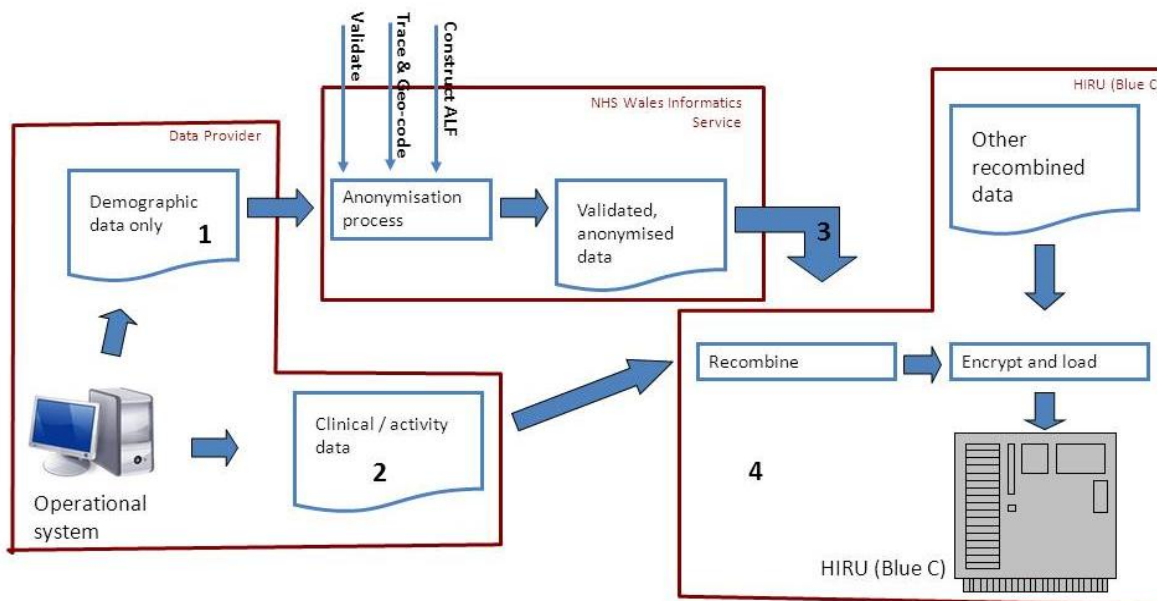 Validate
Trace & Geo-code
Construct ALF
NHS Wales Informatics
Service
HIRU (Blue C
Data Provider
Demographic
data only
1
Anonymisation
process
Validated,
anonymised
data
3
Other
recombined
data
Recombine
Encrypt and load
Operational
system
Clinical / activity
data
2
4
HIRU (Blue C)